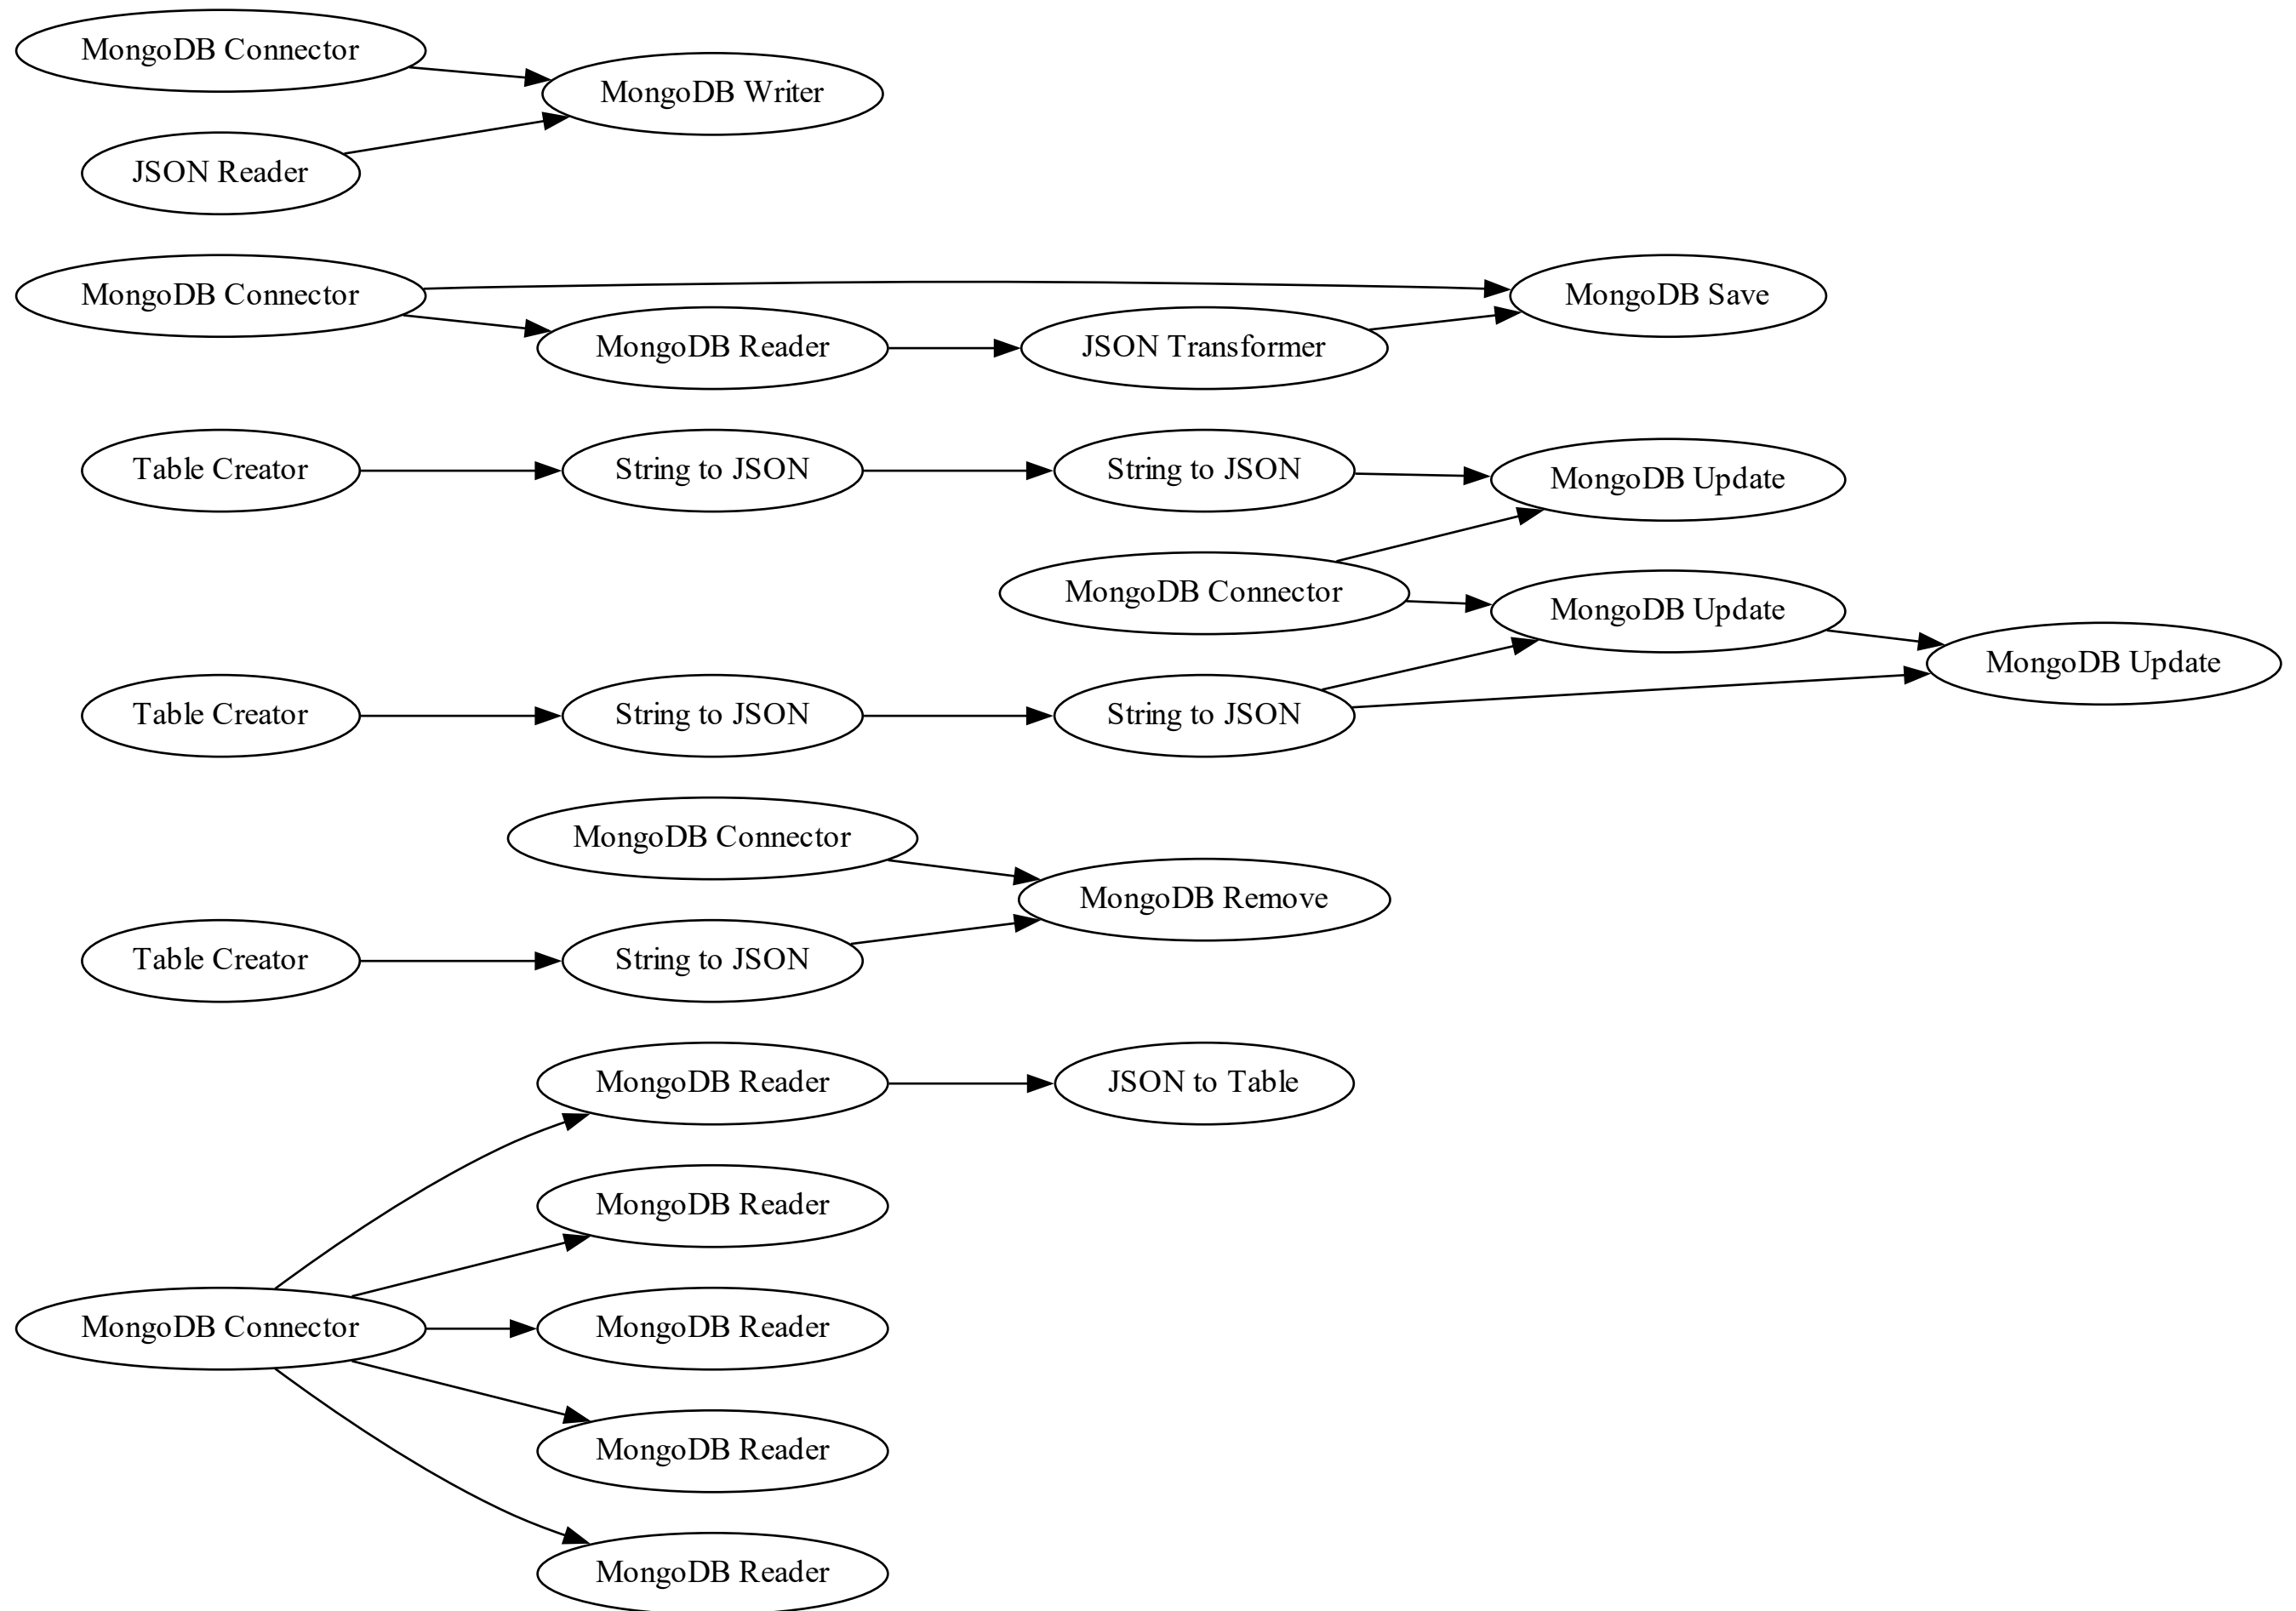 MongoDB Connector
MongoDB Writer
JSON Reader
MongoDB Connector
MongoDB Save
MongoDB Reader
JSON Transformer
Table Creator
String to JSON
String to JSON
MongoDB Update
MongoDB Connector
MongoDB Update
MongoDB Update
Table Creator
String to JSON
String to JSON
MongoDB Connector
MongoDB Remove
Table Creator
String to JSON
MongoDB Reader
JSON to Table
MongoDB Reader
MongoDB Connector
MongoDB Reader
MongoDB Reader
MongoDB Reader